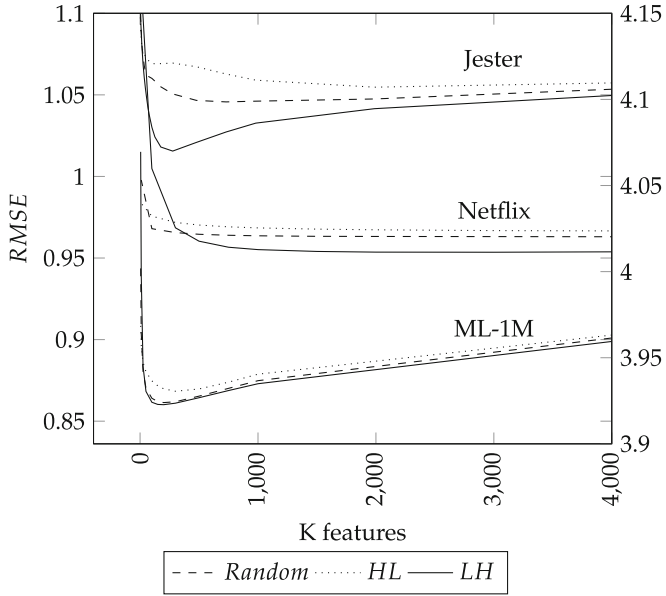 1.1
1.05
1
0.95
0.9
0.85
RMSE
4.15
4.1
4.05
4
3.95
3.9
Jester
Netflix
ML-1M
0
1,000
2,000
3,000
4,000
K features
Random HL LH